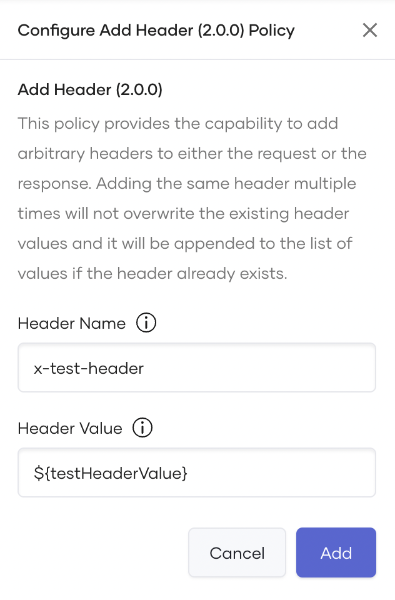 Configure Add Header (2.0.0) Policy
Add Header (2.0.0)
This policy provides the capability to add
arbitrary headers to either the request or the
response. Adding the same header multiple
times will not overwrite the existing header
values and it will be appended to the list of
values if the header already exists.
Header Name
x-test-header
Header Value
${testHeaderValue}
Cancel
Add